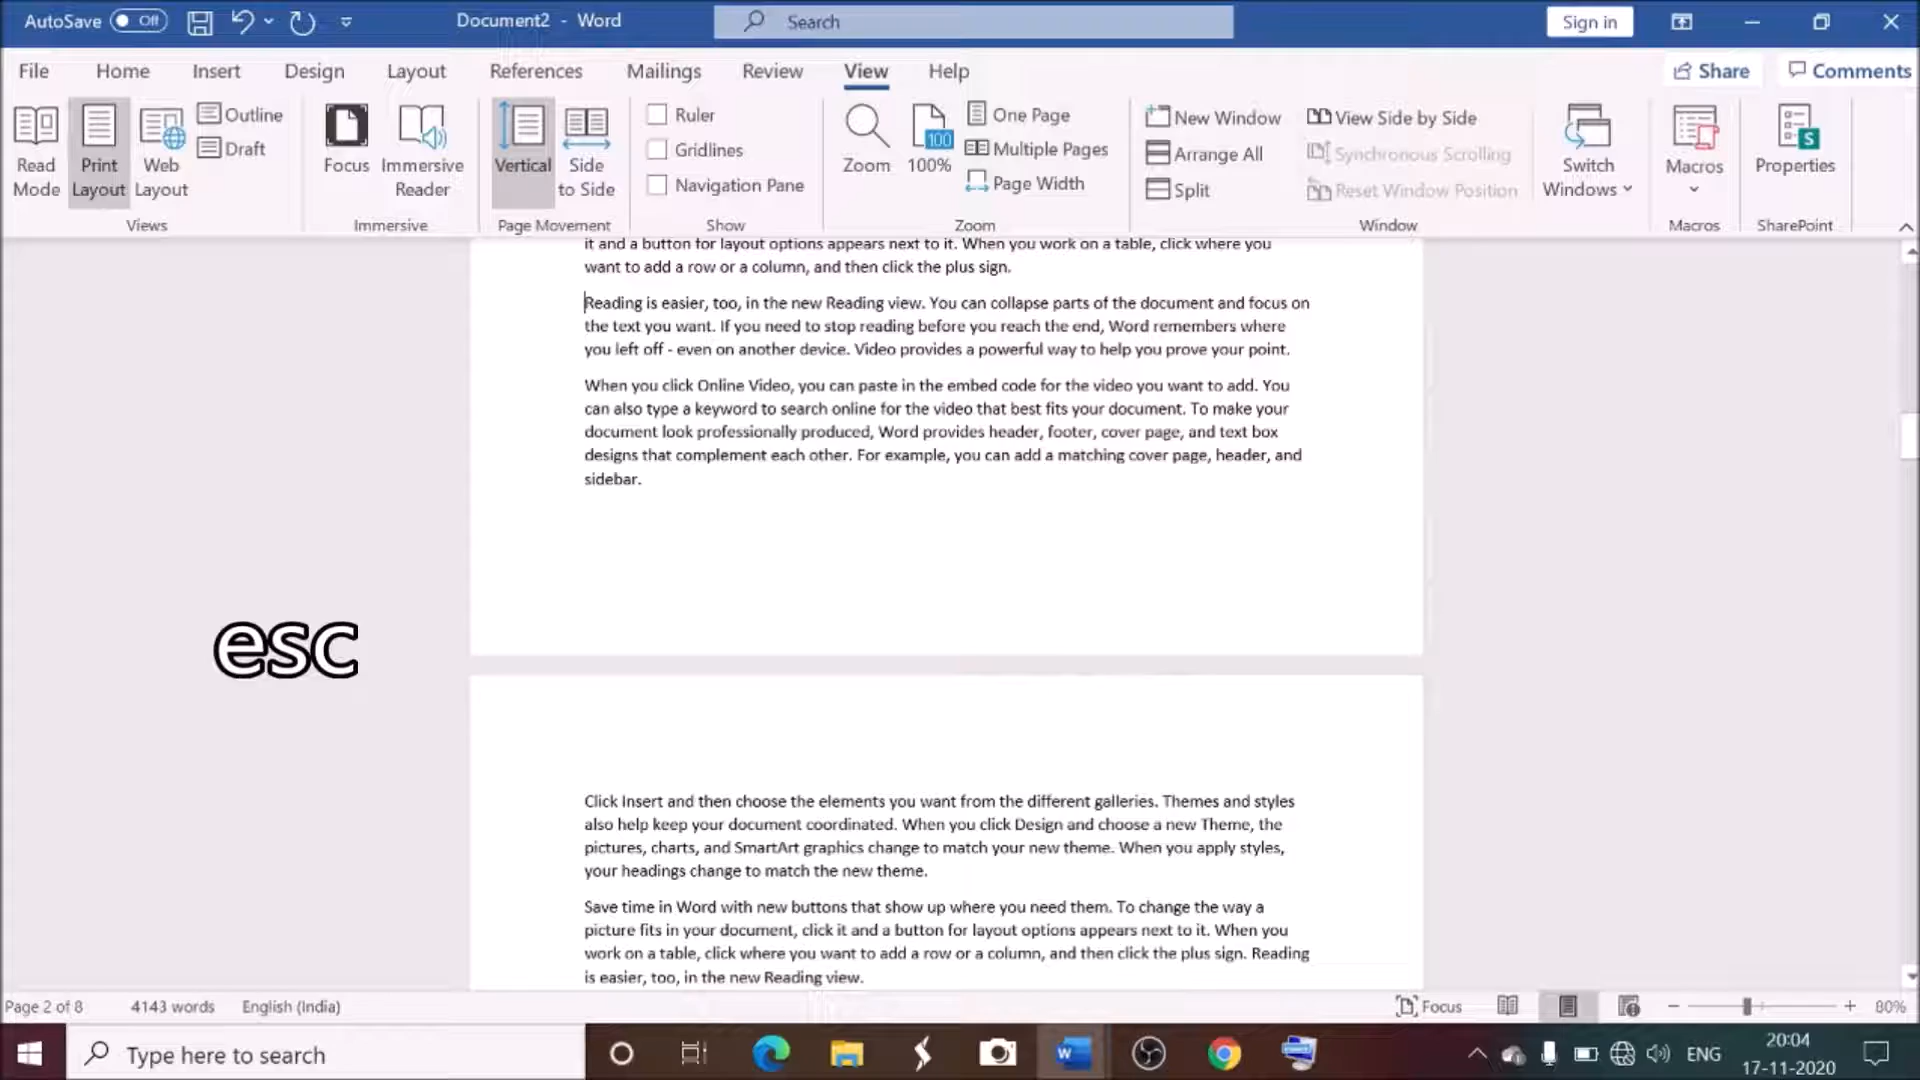 AutoSave Off Document2 - Word Search Sign in
File Home Insert Design Layout References Mailings Review View Help Share Comments
Read Mode
Print Layout
Web Layout
Outline
Draft
Views
Focus
Immersive Reader
Immersive
Vertical
Side to Side
Page Movement
Ruler
Gridlines
Navigation Pane
Show
Zoom
100
100%
One Page
Multiple Pages
Page Width
Zoom
New Window
Arrange All
Split
View Side by Side
Synchronous Scrolling
Reset Window Position
Window
Switch Windows
Macros
Macros
S
Properties
SharePoint
it and a button for layout options appears next to it. When you work on a table, click where you
want to add a row or a column, and then click the plus sign.
Reading is easier, too, in the new Reading view. You can collapse parts of the document and focus on
the text you want. If you need to stop reading before you reach the end, Word remembers where
you left off - even on another device. Video provides a powerful way to help you prove your point.
When you click Online Video, you can paste in the embed code for the video you want to add. You
can also type a keyword to search online for the video that best fits your document. To make your
document look professionally produced, Word provides header, footer, cover page, and text box
designs that complement each other. For example, you can add a matching cover page, header, and
sidebar.
esc
Click Insert and then choose the elements you want from the different galleries. Themes and styles
also help keep your document coordinated. When you click Design and choose a new Theme, the
pictures, charts, and SmartArt graphics change to match your new theme. When you apply styles,
your headings change to match the new theme.
Save time in Word with new buttons that show up where you need them. To change the way a
picture fits in your document, click it and a button for layout options appears next to it. When you
work on a table, click where you want to add a row or a column, and then click the plus sign. Reading
is easier, too, in the new Reading view.
Page 2 of 8 4143 words English (India) Focus 80%
Type here to search ENG 20:04
17-11-2020